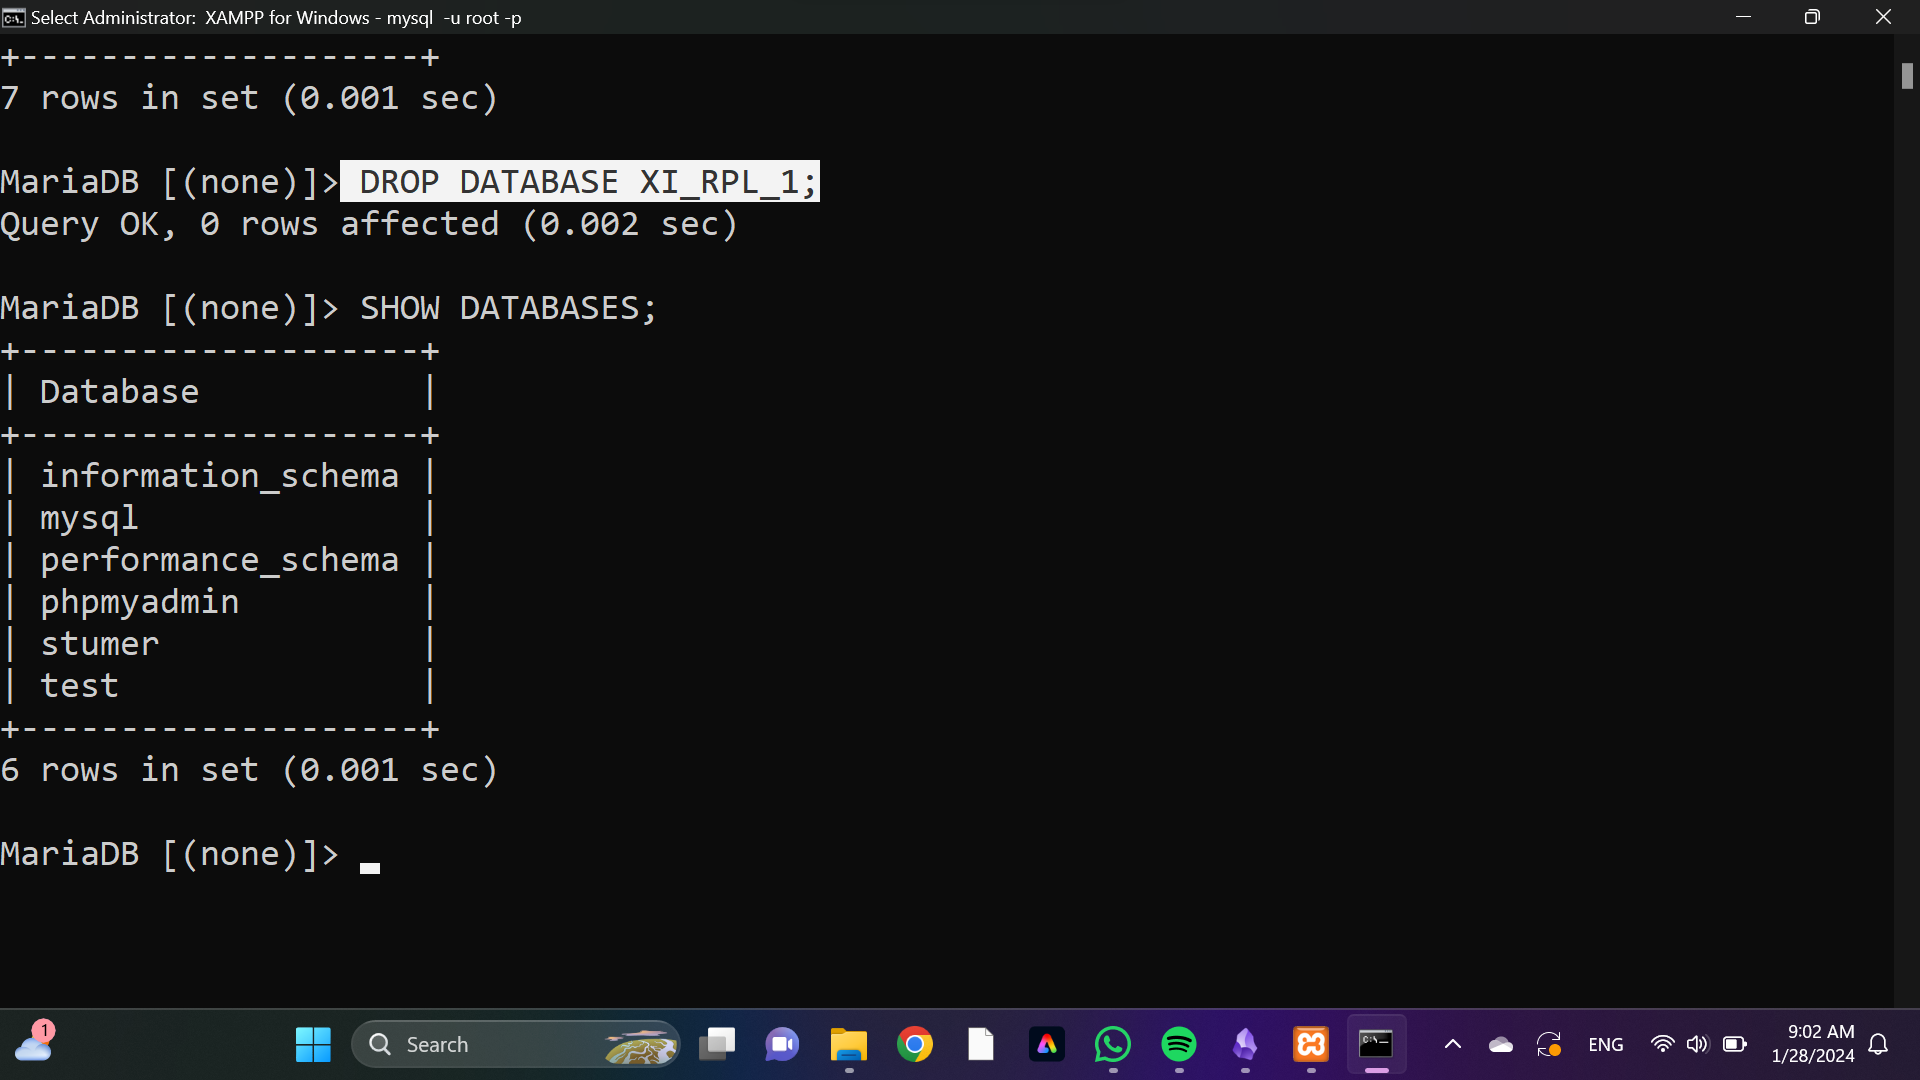 Select Administrator: XAMPP for Windows - mysql -u root -p
+--------------------+
7 rows in set (0.001 sec)
MariaDB [(none)]> DROP DATABASE XI_RPL_1;
Query OK, 0 rows affected (0.002 sec)
MariaDB [(none)]> SHOW DATABASES;
+--------------------+
| Database           |
+--------------------+
| information_schema |
| mysql              |
| performance_schema |
| phpmyadmin         |
| stumer             |
| test               |
+--------------------+
6 rows in set (0.001 sec)
MariaDB [(none)]>
1
Search
ENG
9:02 AM
1/28/2024